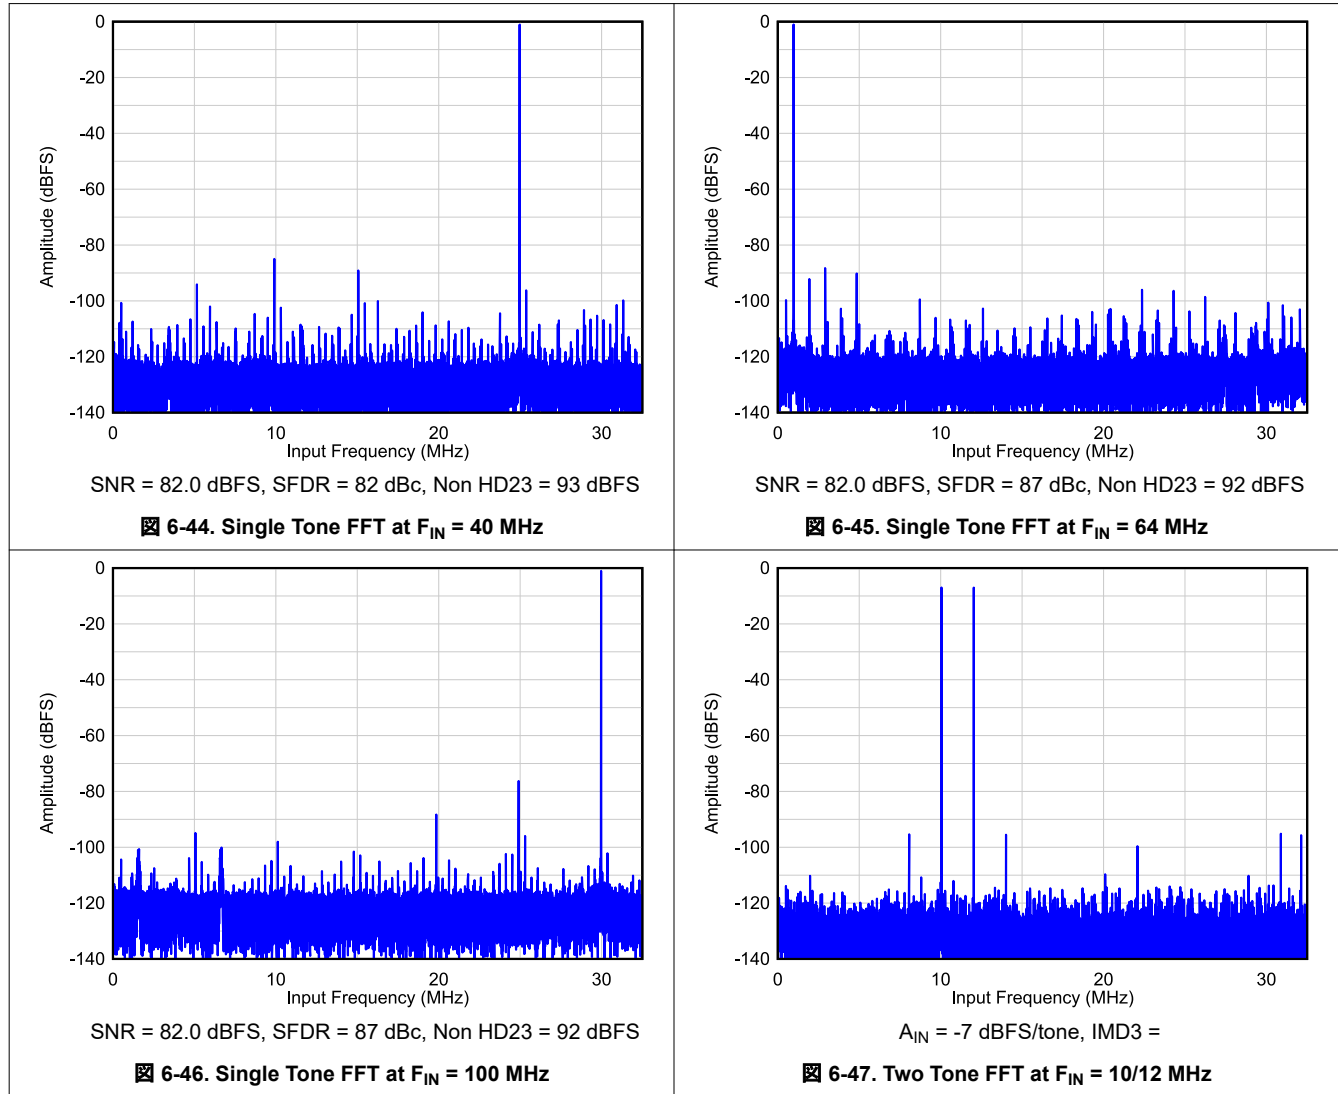 0
-20
-40
-60
-80
-100
-120
-140
Amplitude (dBFS)
0 10 20 30
Input Frequency (MHz)
SNR = 82.0 dBFS, SFDR = 82 dBc, Non HD23 = 93 dBFS
図 6-44. Single Tone FFT at FIN = 40 MHz
0
-20
-40
-60
-80
-100
-120
-140
Amplitude (dBFS)
0 10 20 30
Input Frequency (MHz)
SNR = 82.0 dBFS, SFDR = 87 dBc, Non HD23 = 92 dBFS
図 6-45. Single Tone FFT at FIN = 64 MHz
0
-20
-40
-60
-80
-100
-120
-140
Amplitude (dBFS)
0 10 20 30
Input Frequency (MHz)
SNR = 82.0 dBFS, SFDR = 87 dBc, Non HD23 = 92 dBFS
図 6-46. Single Tone FFT at FIN = 100 MHz
0
-20
-40
-60
-80
-100
-120
-140
Amplitude (dBFS)
0 10 20 30
Input Frequency (MHz)
AIN = -7 dBFS/tone, IMD3 =
図 6-47. Two Tone FFT at FIN = 10/12 MHz